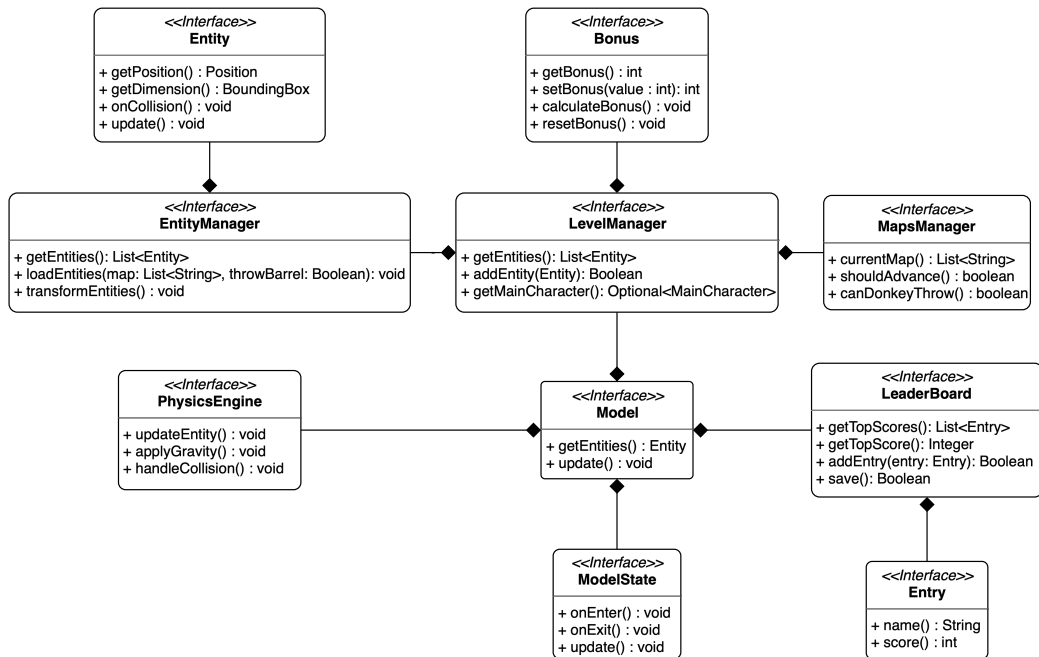 <<Interface>>
Entity
+ getPosition() : Position
+ getDimension() : BoundingBox
+ onCollision() : void
+ update() : void
<<Interface>>
Bonus
+ getBonus() : int
+ setBonus(value : int): int
+ calculateBonus() : void
+ resetBonus() : void
<<Interface>>
EntityManager
+ getEntities(): List<Entity>
+ loadEntities(map: List<String>, throwBarrel: Boolean): void
+ transformEntities() : void
<<Interface>>
LevelManager
+ getEntities(): List<Entity>
+ addEntity(Entity): Boolean
+ getMainCharacter(): Optional<MainCharacter>
<<Interface>>
MapsManager
+ currentMap() : List<String>
+ shouldAdvance() : boolean
+ canDonkeyThrow() : boolean
<<Interface>>
PhysicsEngine
+ updateEntity() : void
+ applyGravity() : void
+ handleCollision() : void
<<Interface>>
Model
+ getEntities() : Entity
+ update() : void
<<Interface>>
LeaderBoard
+ getTopScores(): List<Entry>
+ getTopScore(): Integer
+ addEntry(entry: Entry): Boolean
+ save(): Boolean
<<Interface>>
ModelState
+ onEnter() : void
+ onExit() : void
+ update() : void
<<Interface>>
Entry
+ name() : String
+ score() : int